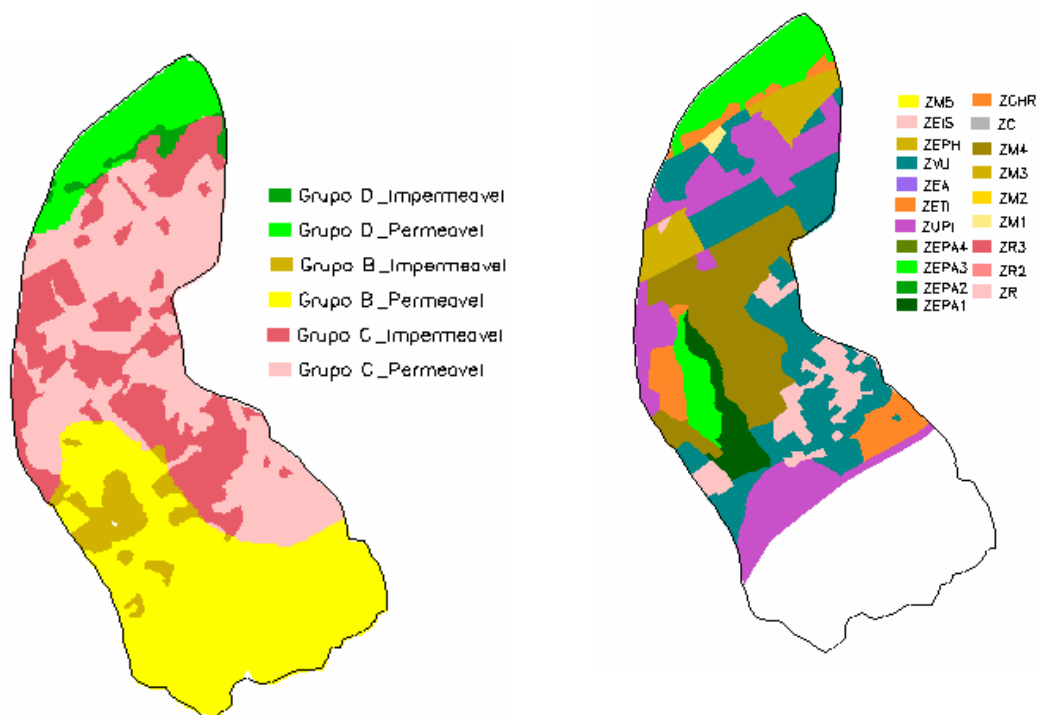 Grupo D_Impermeavel
Grupo D_Permeavel
Grupo B_Impermeavel
Grupo B_Permeavel
Grupo C_Impermeavel
Grupo C_Permeavel
ZM5
ZEIS
ZEPH
ZVU
ZEA
ZETI
ZUPI
ZEPA4
ZEPA3
ZEPA2
ZEPA1
ZCHR
ZC
ZM4
ZM3
ZM2
ZM1
ZR3
ZR2
ZR